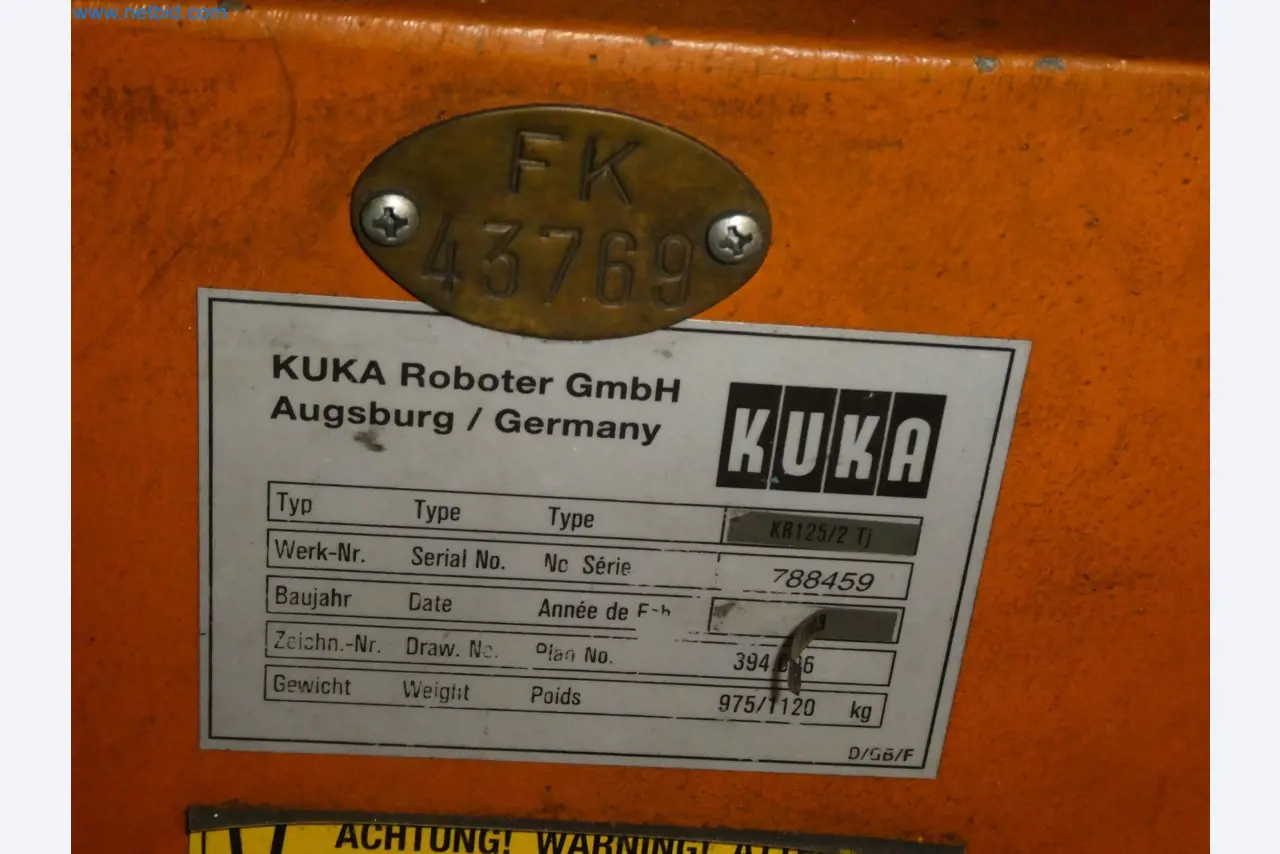 www.netbid.com
FK
43769
KUKA Roboter GmbH
Augsburg / Germany
KUKA
Typ Type Type KR125/2 Tj
Werk-Nr. Serial No. No Série 788459
Baujahr Date Année de
Zeichn.-Nr. Draw. No. Plan No.
Gewicht Weight Poids 975/1120 kg
D/GB/F
ACHTUNG! WARNING!